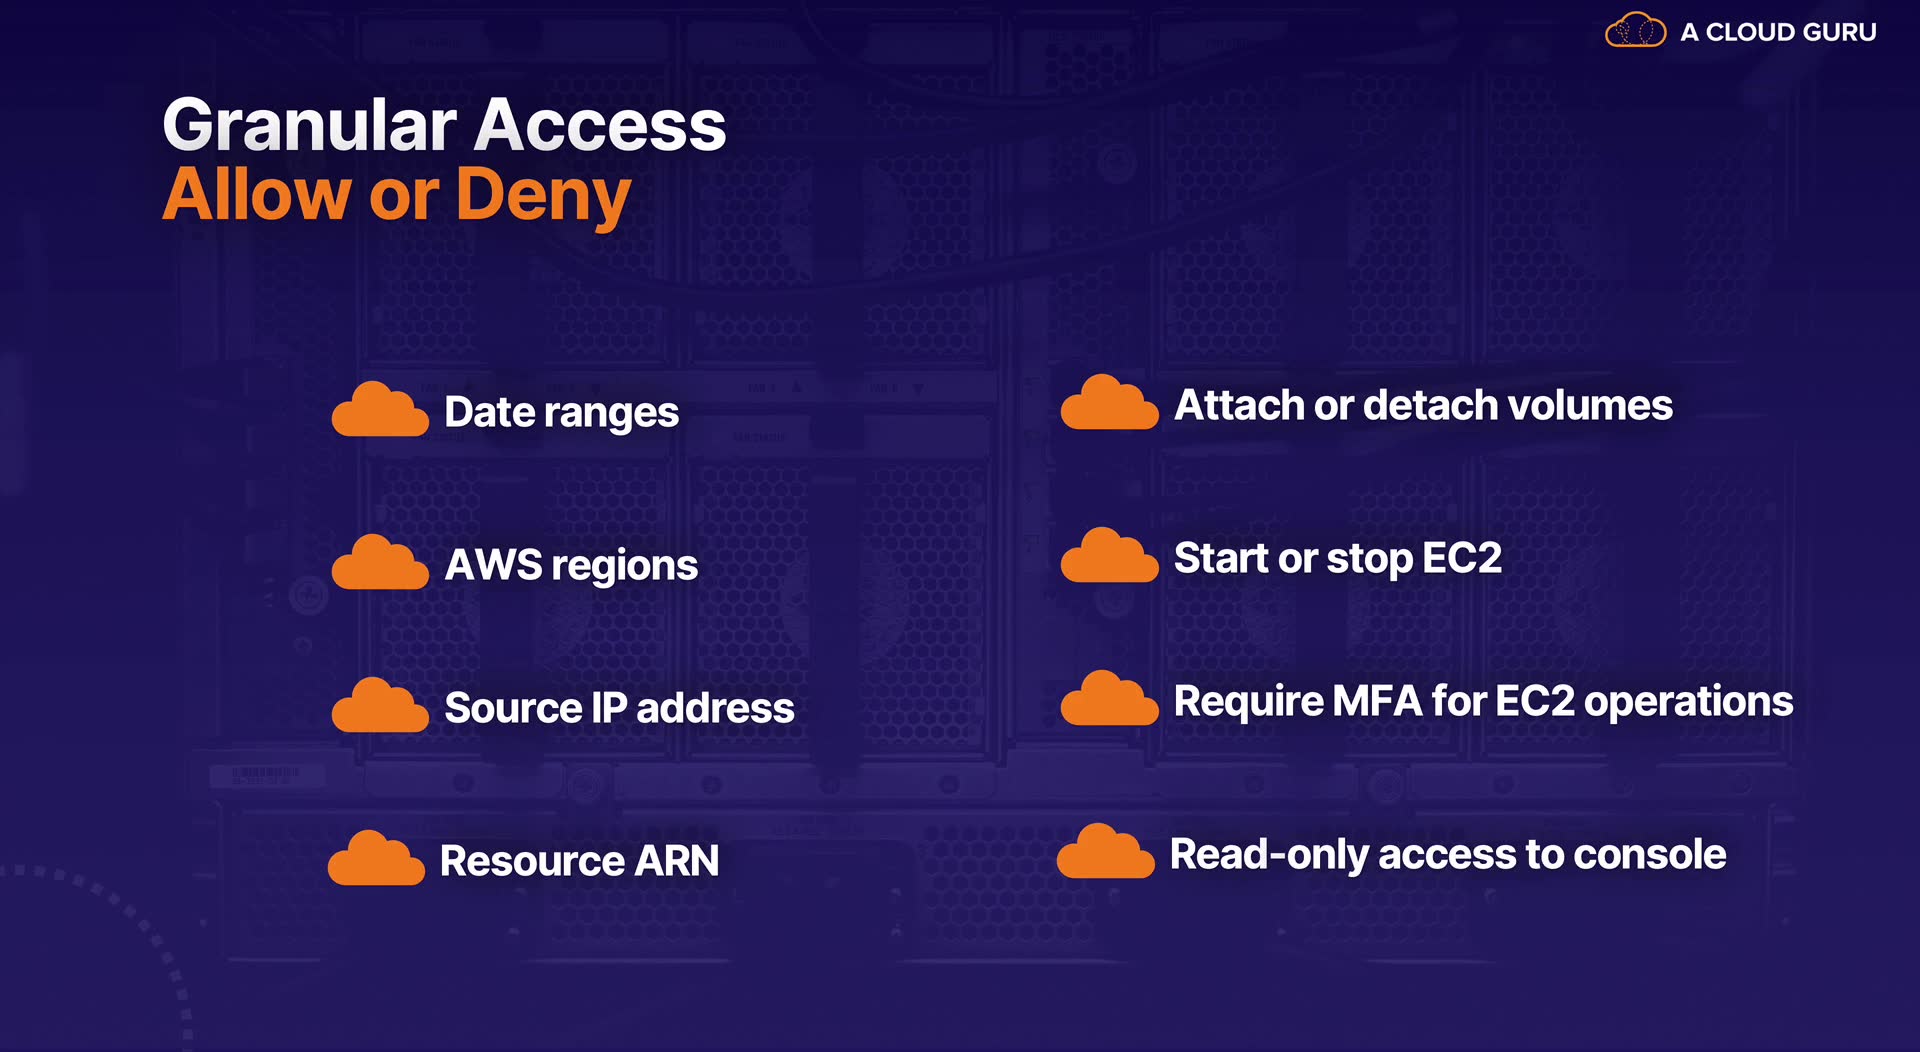 A CLOUD GURU
Granular Access
Allow or Deny
Date ranges
AWS regions
Source IP address
Resource ARN
Attach or detach volumes
Start or stop EC2
Require MFA for EC2 operations
Read-only access to console